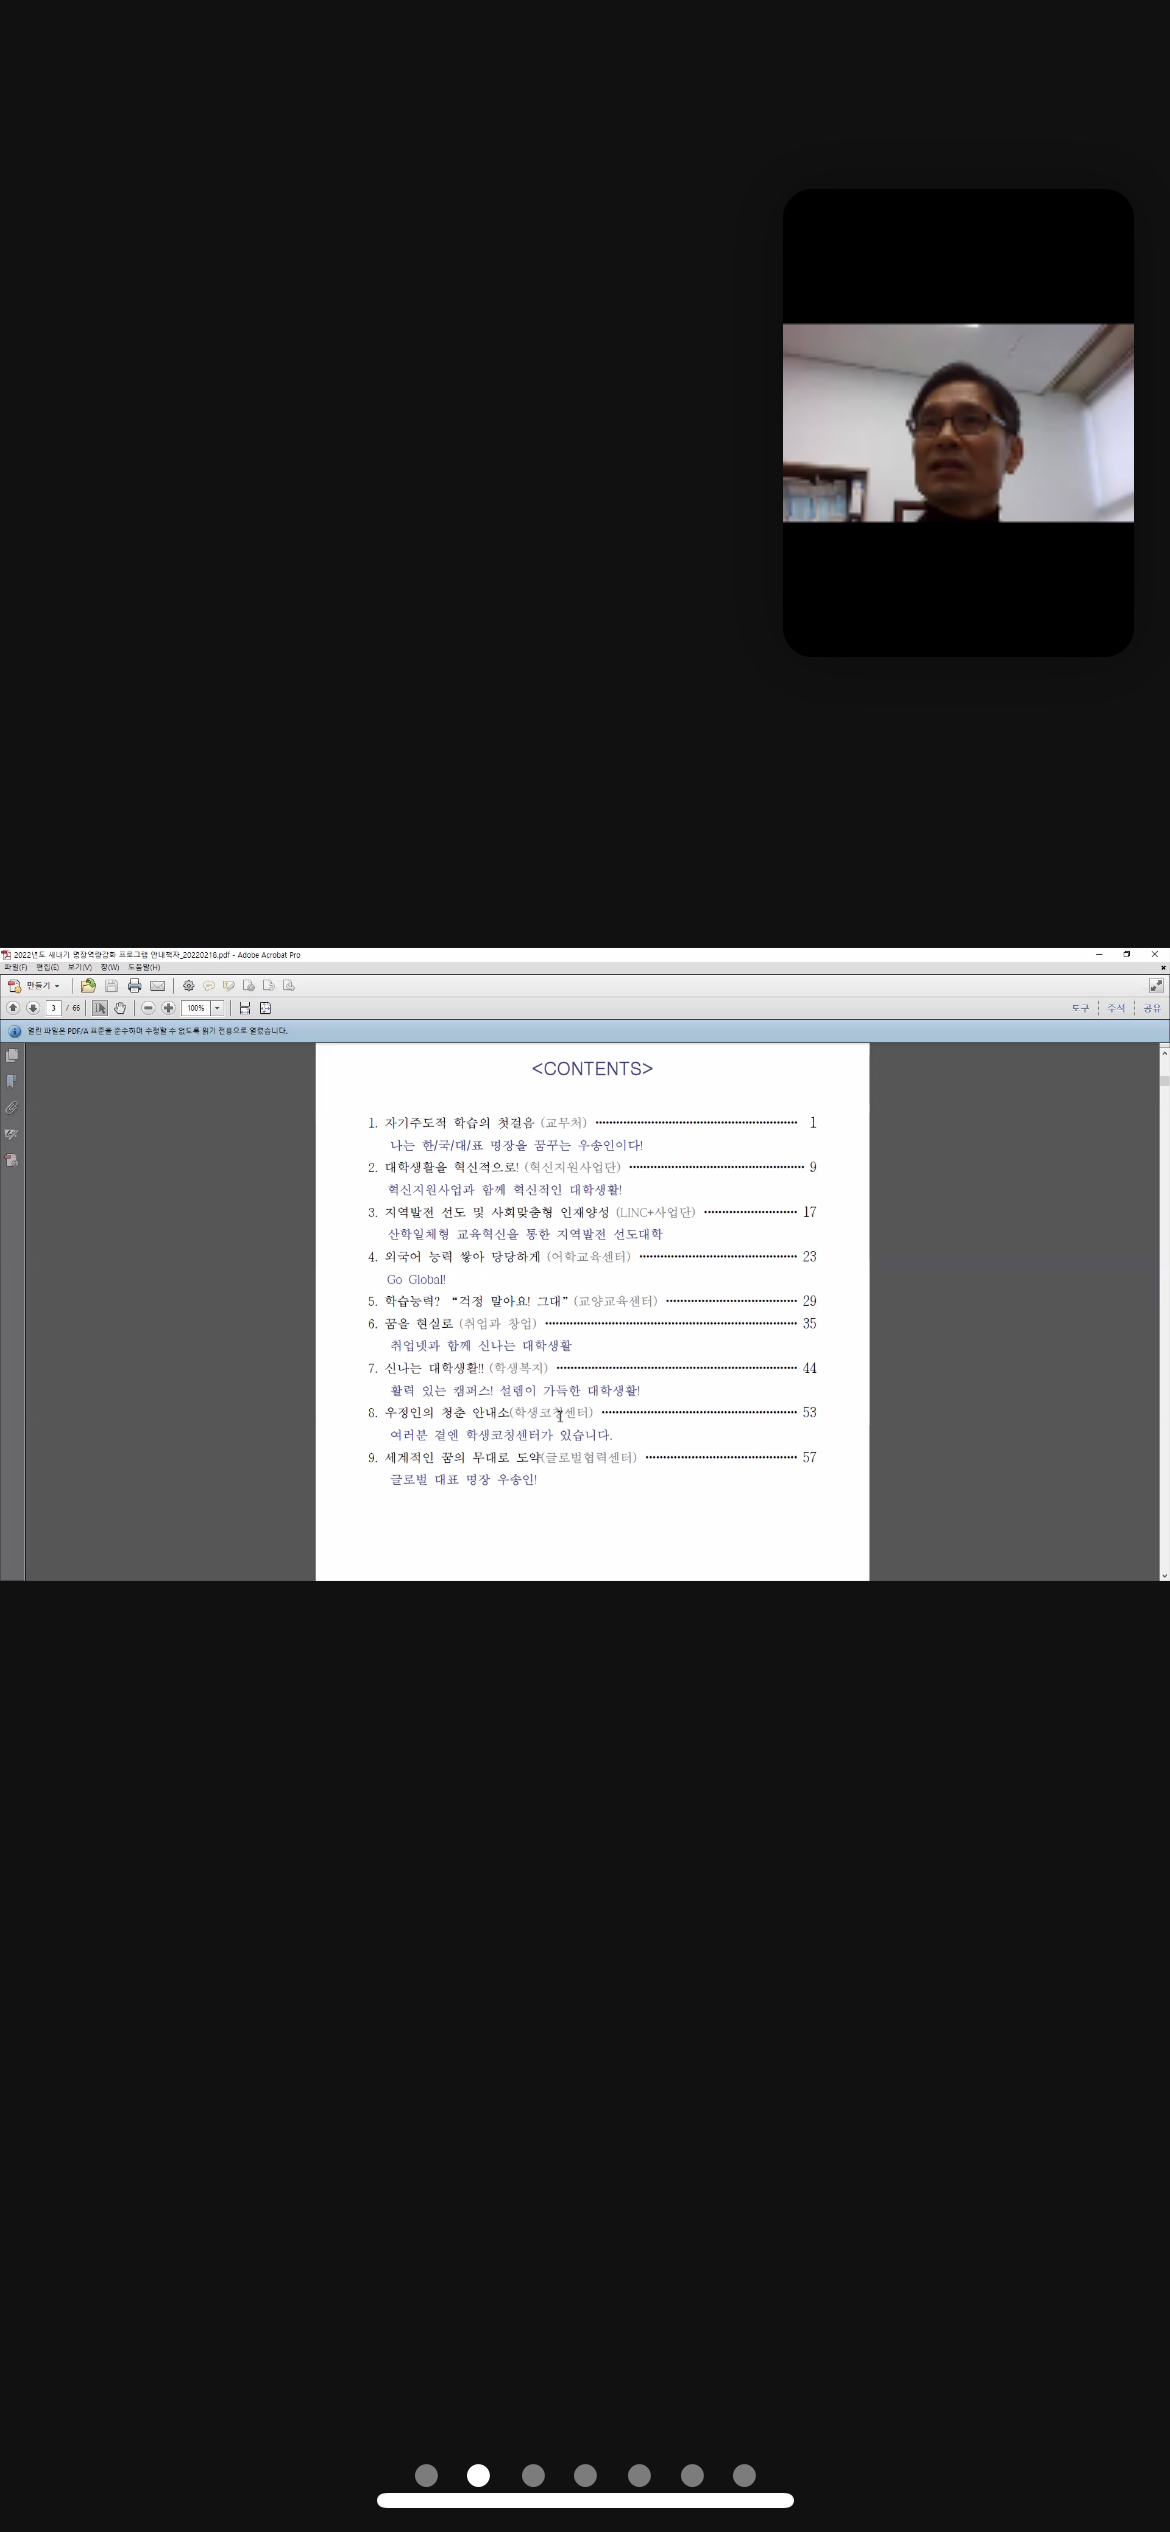 2022년도 새내기 명장역량강화 프로그램 안내책자_20220218.pdf - Adobe Acrobat Pro
파일(F) 편집(E) 보기(V) 창(W) 도움말(H)
만들기
3 / 66 100% 도구 주석 공유
열린 파일은 PDF/A 표준을 준수하며 수정할 수 없도록 읽기 전용으로 열렸습니다.
<CONTENTS>
1. 자기주도적 학습의 첫걸음 (교무처) 1
나는 한/국/대/표 명장을 꿈꾸는 우송인이다!
2. 대학생활을 혁신적으로! (혁신지원사업단) 9
혁신지원사업과 함께 혁신적인 대학생활!
3. 지역발전 선도 및 사회맞춤형 인재양성 (LINC+사업단) 17
산학일체형 교육혁신을 통한 지역발전 선도대학
4. 외국어 능력 쌓아 당당하게 (어학교육센터) 23
Go Global!
5. 학습능력? “걱정 말아요! 그대” (교양교육센터) 29
6. 꿈을 현실로 (취업과 창업) 35
취업넷과 함께 신나는 대학생활
7. 신나는 대학생활!! (학생복지) 44
활력 있는 캠퍼스! 설렘이 가득한 대학생활!
8. 우정인의 청춘 안내소(학생코칭센터) 53
여러분 곁엔 학생코칭센터가 있습니다.
9. 세계적인 꿈의 무대로 도약(글로벌협력센터) 57
글로벌 대표 명장 우송인!